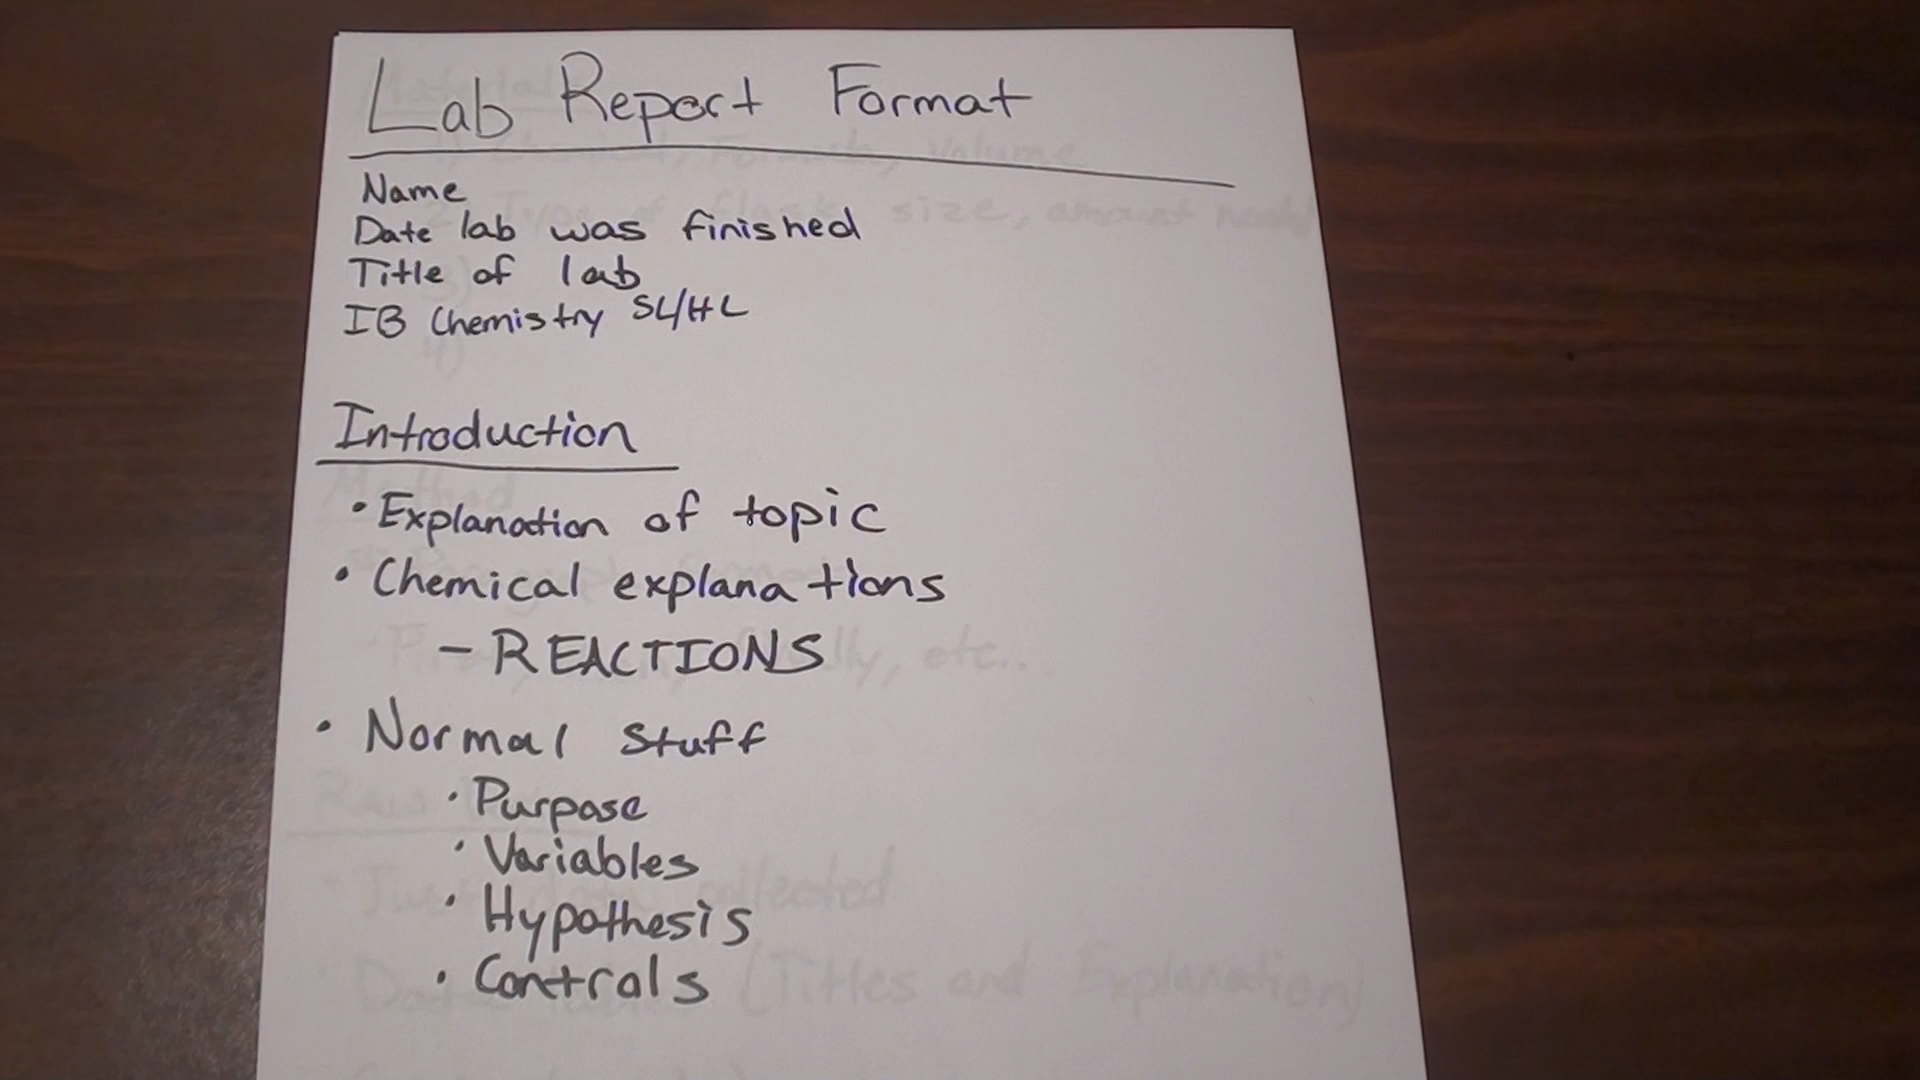 Lab Report Format
Name
Date lab was finished
Title of lab
IB Chemistry SL/HL
Introduction
• Explanation of topic
• Chemical explanations
- REACTIONS
• Normal Stuff
• Purpose
• Variables
• Hypothesis
• Controls